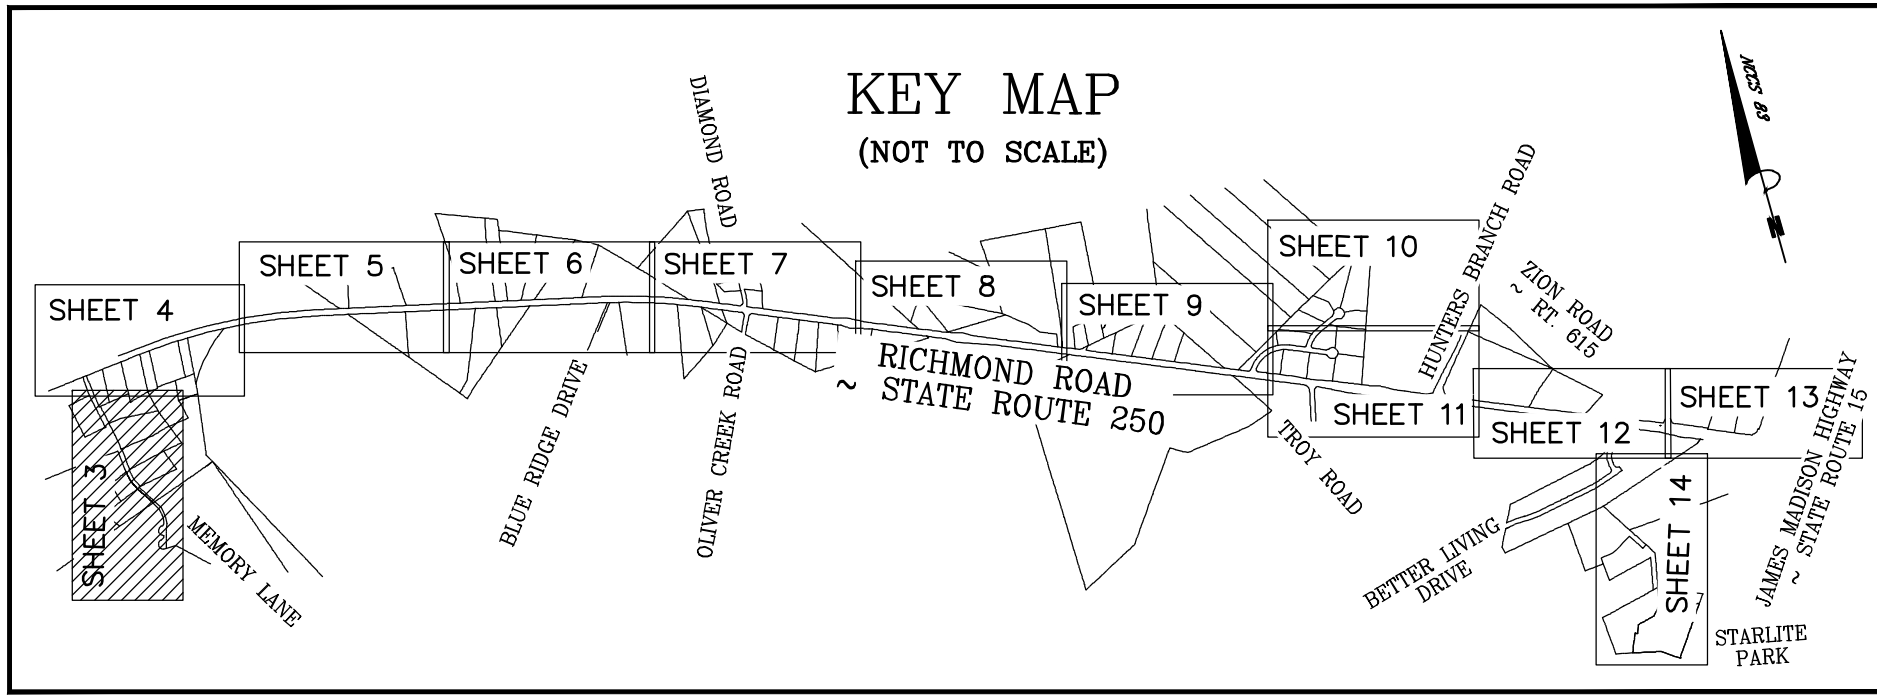 KEY MAP
(NOT TO SCALE)
NCCS 83
N
DIAMOND ROAD
HUNTERS BRANCH ROAD
ZION ROAD
~ RT. 615
SHEET 4
SHEET 5
SHEET 6
SHEET 7
SHEET 8
SHEET 9
SHEET 10
RICHMOND ROAD
~ STATE ROUTE 250
SHEET 11
SHEET 12
SHEET 13
JAMES MADISON HIGHWAY
~ STATE ROUTE 15
SHEET 3
MEMORY LANE
BLUE RIDGE DRIVE
OLIVER CREEK ROAD
TROY ROAD
BETTER LIVING
DRIVE
SHEET 14
STARLITE
PARK